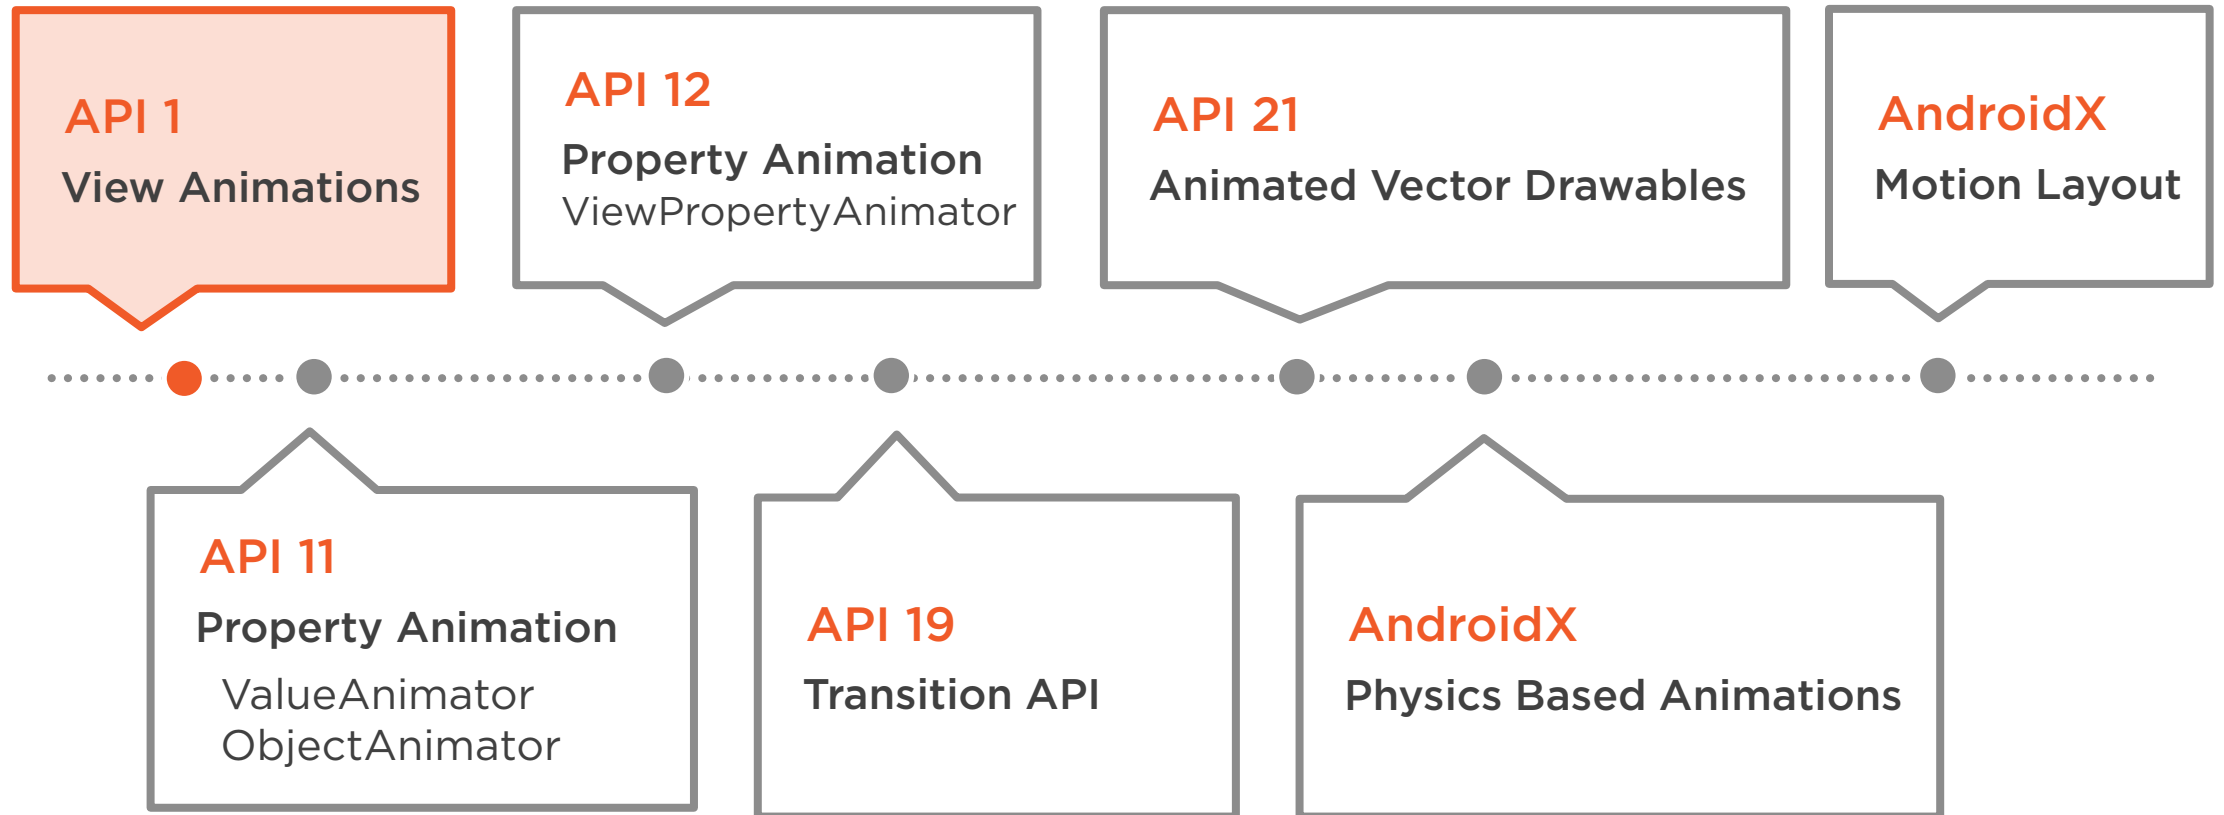 API 1
View Animations
API 12
Property Animation
ViewPropertyAnimator
API 21
Animated Vector Drawables
AndroidX
Motion Layout
API 11
Property Animation
ValueAnimator
ObjectAnimator
API 19
Transition API
AndroidX
Physics Based Animations